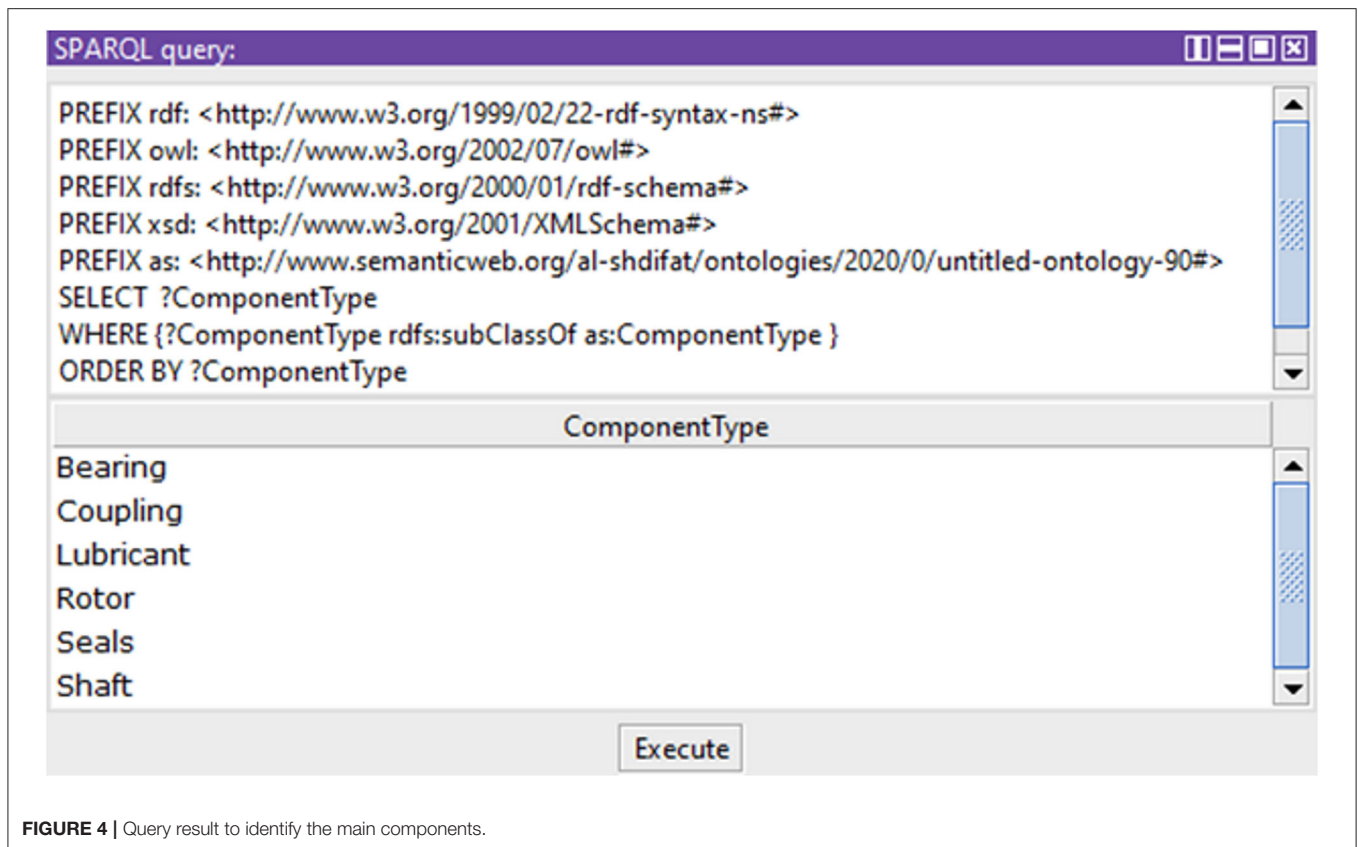 SPARQL query:
PREFIX rdf: <http://www.w3.org/1999/02/22-rdf-syntax-ns#>
PREFIX owl: <http://www.w3.org/2002/07/owl#>
PREFIX rdfs: <http://www.w3.org/2000/01/rdf-schema#>
PREFIX xsd: <http://www.w3.org/2001/XMLSchema#>
PREFIX as: <http://www.semanticweb.org/al-shdifat/ontologies/2020/0/untitled-ontology-90#>
SELECT ?ComponentType
WHERE {?ComponentType rdfs:subClassOf as:ComponentType }
ORDER BY ?ComponentType
ComponentType
Bearing
Coupling
Lubricant
Rotor
Seals
Shaft
Execute
FIGURE 4 | Query result to identify the main components.